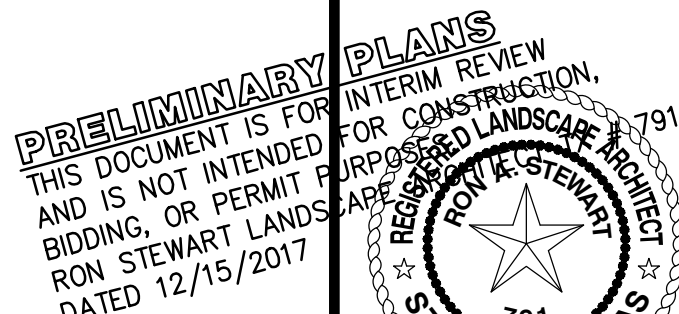 PRELIMINARY PLANS
THIS DOCUMENT IS FOR INTERIM REVIEW
AND IS NOT INTENDED FOR CONSTRUCTION,
BIDDING, OR PERMIT PURPOSES.
RON STEWART LANDSCAPE ARCHITECT # 791
DATED 12/15/2017
REGISTERED LANDSCAPE ARCHITECT
RON A. STEWART